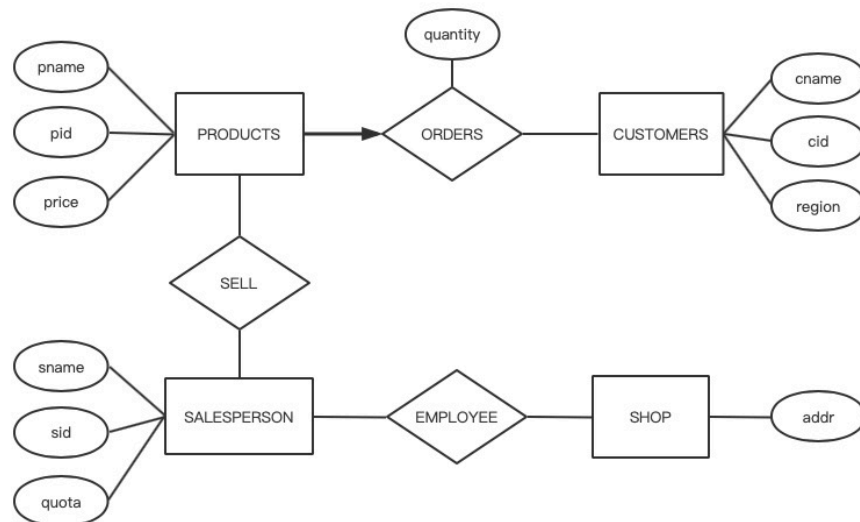 quantity
pname
cname
pid
PRODUCTS
ORDERS
CUSTOMERS
cid
price
region
SELL
sname
sid
SALESPERSON
EMPLOYEE
SHOP
addr
quota